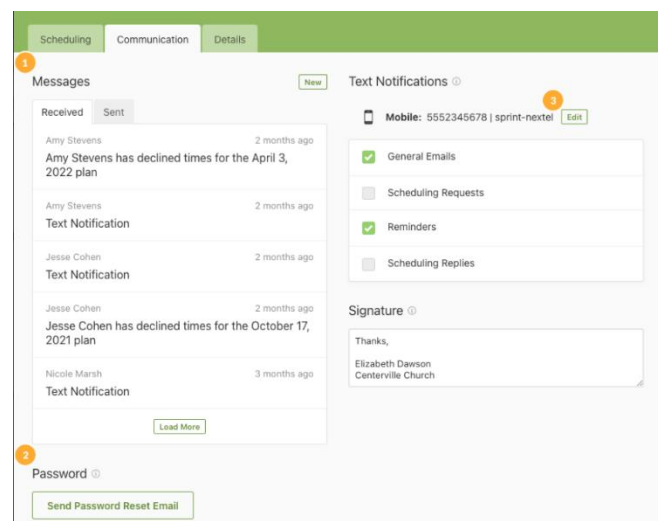 Scheduling
Communication
Details
1
Messages
New
Received
Sent
Amy Stevens
2 months ago
Amy Stevens has declined times for the April 3,
2022 plan
Amy Stevens
2 months ago
Text Notification
Jesse Cohen
2 months ago
Text Notification
Jesse Cohen
2 months ago
Jesse Cohen has declined times for the October 17,
2021 plan
Nicole Marsh
3 months ago
Text Notification
Load More
2
Password
Send Password Reset Email
Text Notifications
3
Mobile: 5552345678 | sprint-nextel
Edit
General Emails
Scheduling Requests
Reminders
Scheduling Replies
Signature
Thanks,
Elizabeth Dawson
Centerville Church